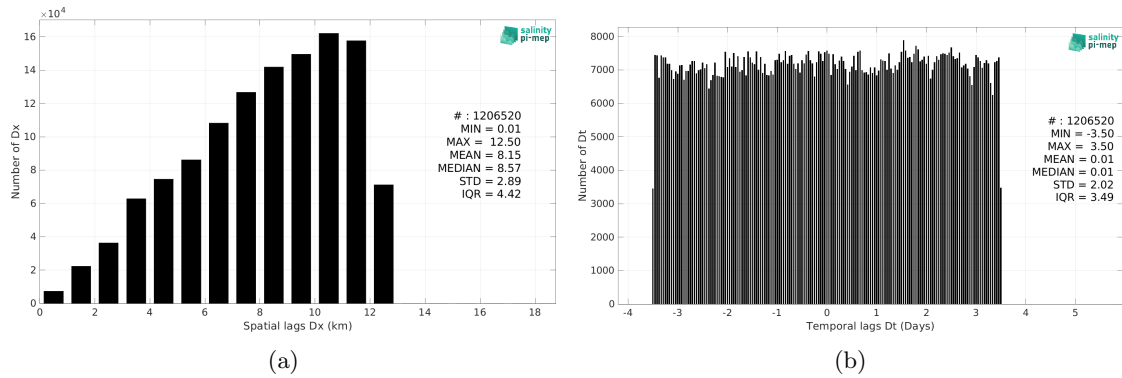 ×10⁴
16
14
12
10
8
6
4
2
0
Number of Dx
salinity
pi-mep
# : 1206520
MIN = 0.01
MAX = 12.50
MEAN = 8.15
MEDIAN = 8.57
STD = 2.89
IQR = 4.42
0 2 4 6 8 10 12 14 16 18
Spatial lags Dx (km)
(a)
8000
7000
6000
5000
4000
3000
2000
1000
0
Number of Dt
salinity
pi-mep
# : 1206520
MIN = -3.50
MAX = 3.50
MEAN = 0.01
MEDIAN = 0.01
STD = 2.02
IQR = 3.49
-4 -3 -2 -1 0 1 2 3 4 5
Temporal lags Dt (Days)
(b)